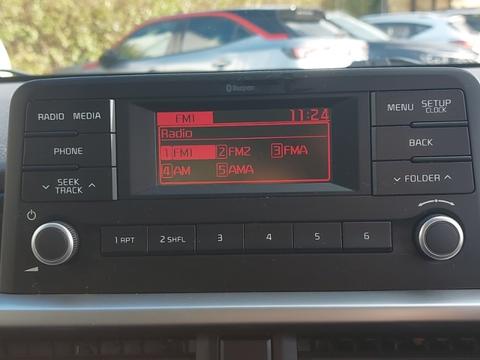 Bluetooth
RADIO MEDIA
FM1 11:24
MENU SETUP
CLOCK
Radio
PHONE
1 FM1 2 FM2 3 FMA
BACK
4 AM 5 AMA
SEEK
TRACK
FOLDER
1 RPT 2 SHFL 3 4 5 6